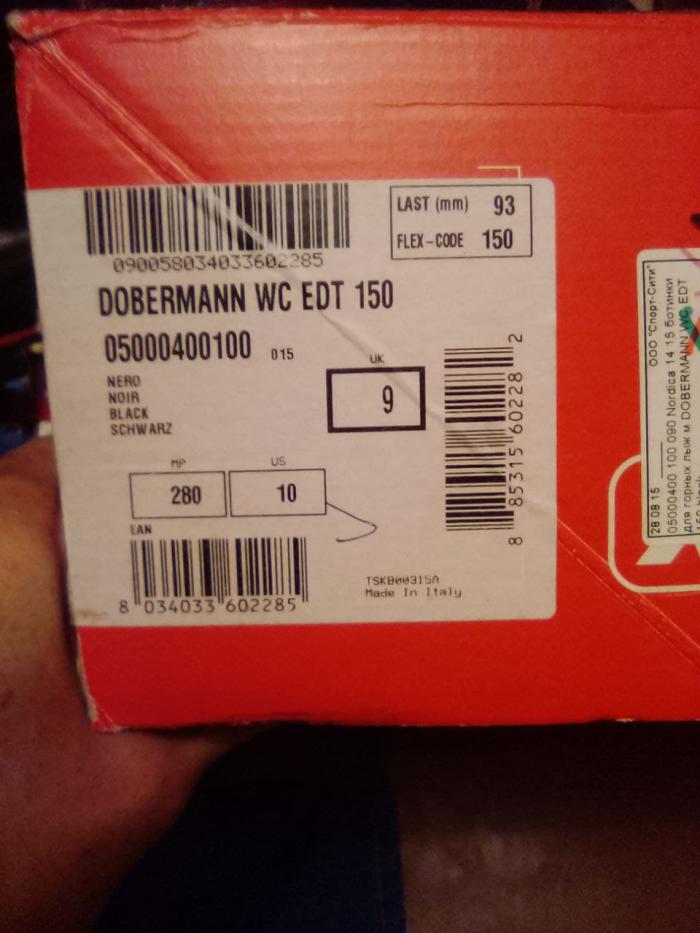 LAST (mm) 93
FLEX-CODE 150
090058034033602285
DOBERMANN WC EDT 150
05000400100 015
NERO
NOIR
BLACK
SCHWARZ
UK
9
MP
280
US
10
8 85315 60228 2
EAN
8 034033 602285
TSKB00315A
Made In Italy
ООО "Спорт-Сити"
28 08 15
05000400 100 090 Nordica 14 15 ботинки
для горных лыж м DOBERMANN WC EDT